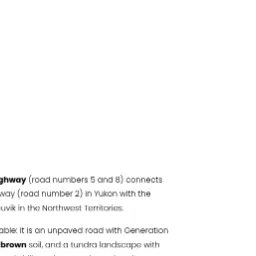 ghway (road numbers 5 and 8) connects
way (road number 2) in Yukon with the
uvik in the Northwest Territories.
able: It is an unpaved road with Generation
brown soil, and a tundra landscape with